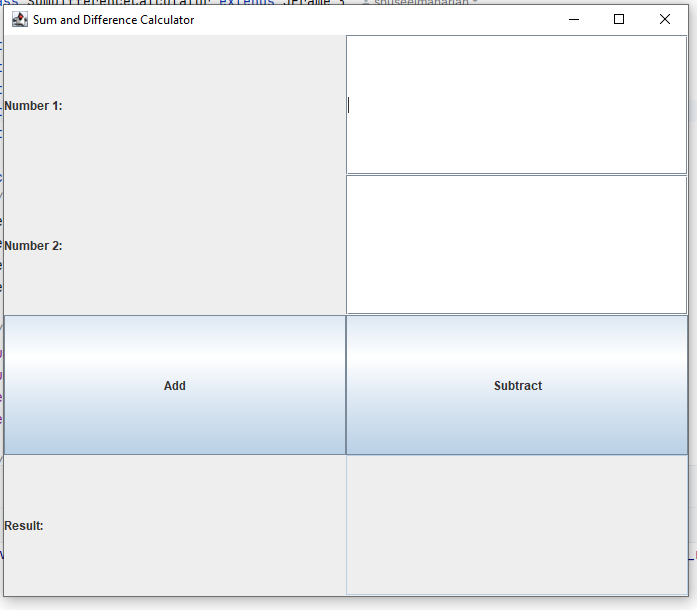 Sum and Difference Calculator
Number 1:
Number 2:
Add
Subtract
Result: